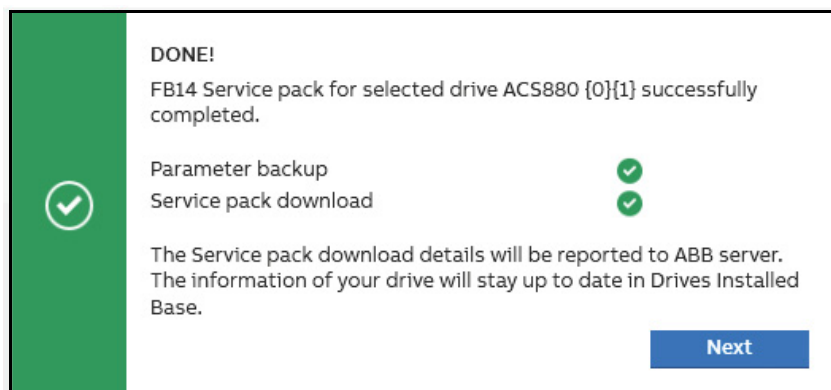 DONE!
FB14 Service pack for selected drive ACS880 {0}{1} successfully
completed.
Parameter backup
Service pack download
The Service pack download details will be reported to ABB server.
The information of your drive will stay up to date in Drives Installed
Base.
Next